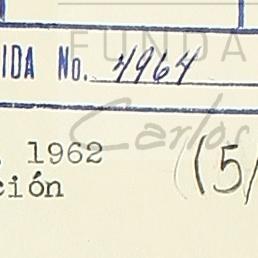 FUNDA
IDA No. 4964
Carlos
. 1962
(5/
ción